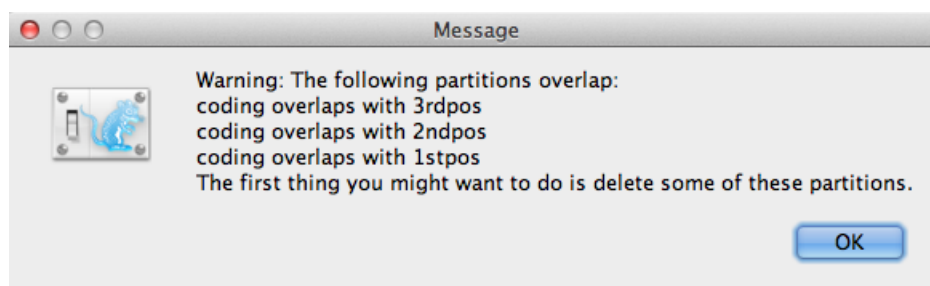 Message
Warning: The following partitions overlap:
coding overlaps with 3rdpos
coding overlaps with 2ndpos
coding overlaps with 1stpos
The first thing you might want to do is delete some of these partitions.
OK